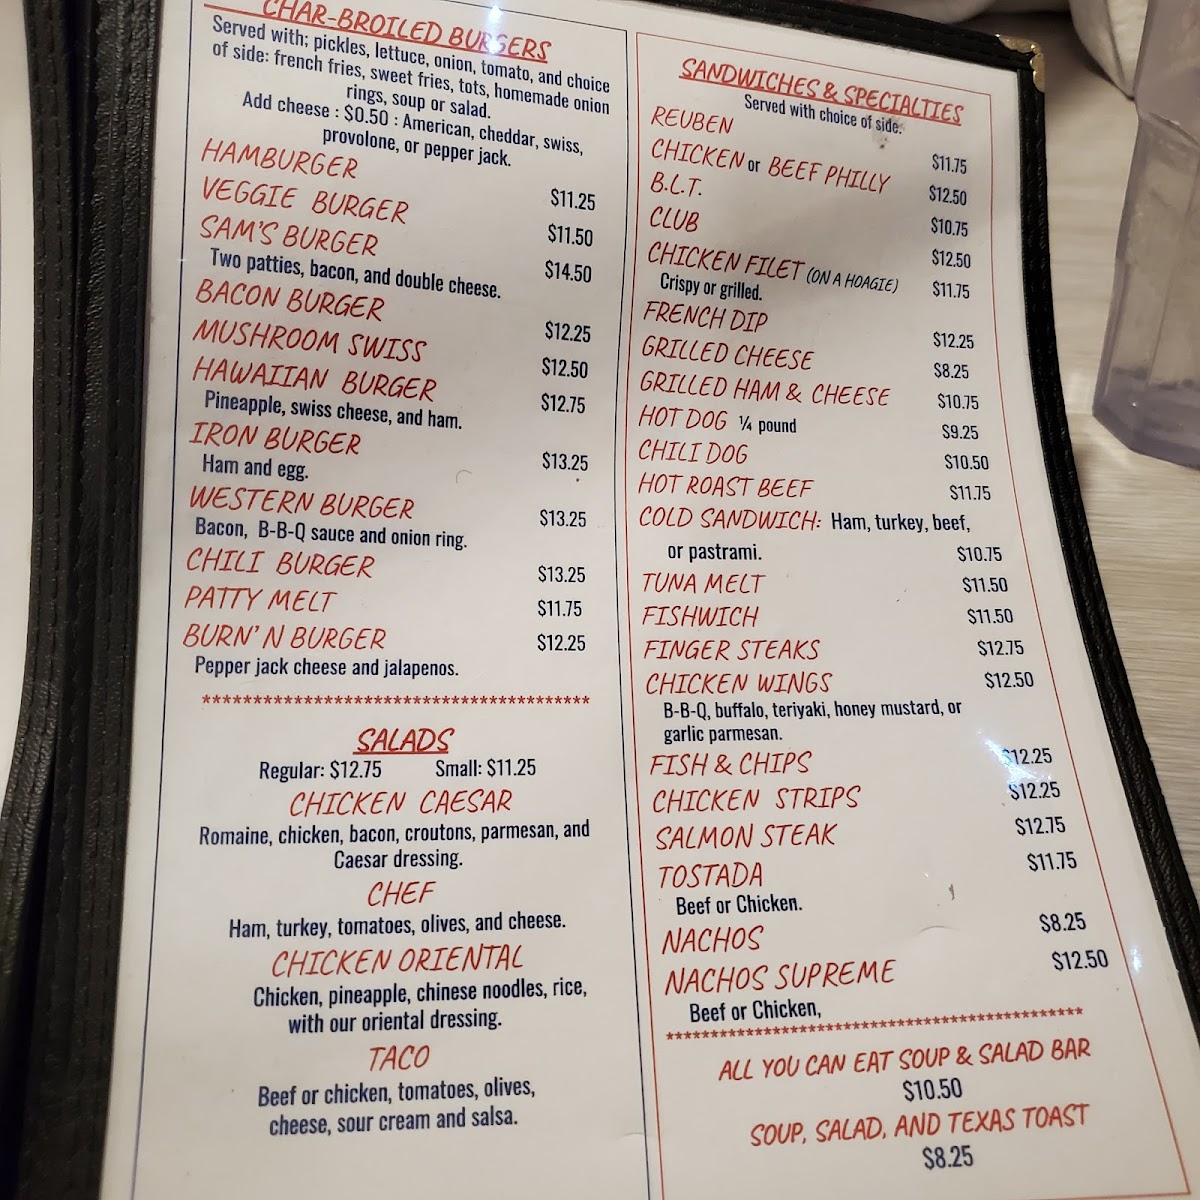 CHAR-BROILED BURGERS
Served with; pickles, lettuce, onion, tomato, and choice
of side: french fries, sweet fries, tots, homemade onion
rings, soup or salad.
Add cheese : $0.50 : American, cheddar, swiss,
provolone, or pepper jack.
HAMBURGER $11.25
VEGGIE BURGER $11.50
SAM'S BURGER $14.50
Two patties, bacon, and double cheese.
BACON BURGER $12.25
MUSHROOM SWISS $12.50
HAWAIIAN BURGER $12.75
Pineapple, swiss cheese, and ham.
IRON BURGER $13.25
Ham and egg.
WESTERN BURGER $13.25
Bacon, B-B-Q sauce and onion ring.
CHILI BURGER $13.25
PATTY MELT $11.75
BURN' N BURGER $12.25
Pepper jack cheese and jalapenos.
****************************************
SALADS
Regular: $12.75 Small: $11.25
CHICKEN CAESAR
Romaine, chicken, bacon, croutons, parmesan, and
Caesar dressing.
CHEF
Ham, turkey, tomatoes, olives, and cheese.
CHICKEN ORIENTAL
Chicken, pineapple, chinese noodles, rice,
with our oriental dressing.
TACO
Beef or chicken, tomatoes, olives,
cheese, sour cream and salsa.
SANDWICHES & SPECIALTIES
Served with choice of side.
REUBEN $11.75
CHICKEN or BEEF PHILLY $12.50
B.L.T. $10.75
CLUB $12.50
CHICKEN FILET (ON A HOAGIE) $11.75
Crispy or grilled.
FRENCH DIP $12.25
GRILLED CHEESE $8.25
GRILLED HAM & CHEESE $10.75
HOT DOG ¼ pound $9.25
CHILI DOG $10.50
HOT ROAST BEEF $11.75
COLD SANDWICH: Ham, turkey, beef,
or pastrami. $10.75
TUNA MELT $11.50
FISHWICH $11.50
FINGER STEAKS $12.75
CHICKEN WINGS $12.50
B-B-Q, buffalo, teriyaki, honey mustard, or
garlic parmesan.
FISH & CHIPS $12.25
CHICKEN STRIPS $12.25
SALMON STEAK $12.75
TOSTADA $11.75
Beef or Chicken.
NACHOS $8.25
NACHOS SUPREME $12.50
Beef or Chicken,
****************************************
ALL YOU CAN EAT SOUP & SALAD BAR
$10.50
SOUP, SALAD, AND TEXAS TOAST
$8.25